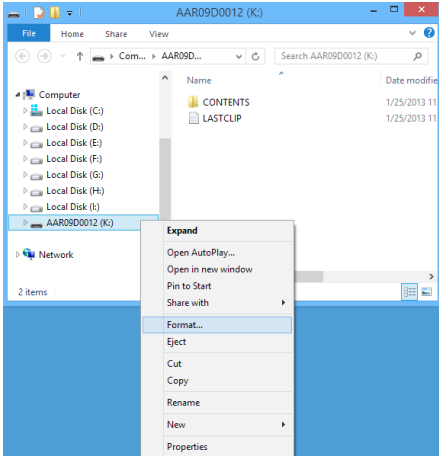 AAR09D0012 (K:)
File Home Share View
Com... AAR09D... Search AAR09D0012 (K:)
Name Date modifie
Computer
Local Disk (C:)
Local Disk (D:)
Local Disk (E:)
Local Disk (F:)
Local Disk (G:)
Local Disk (H:)
Local Disk (I:)
AAR09D0012 (K:)
Network
CONTENTS 1/25/2013 11:
LASTCLIP 1/25/2013 11:
2 items
Expand
Open AutoPlay...
Open in new window
Pin to Start
Share with
Format...
Eject
Cut
Copy
Rename
New
Properties